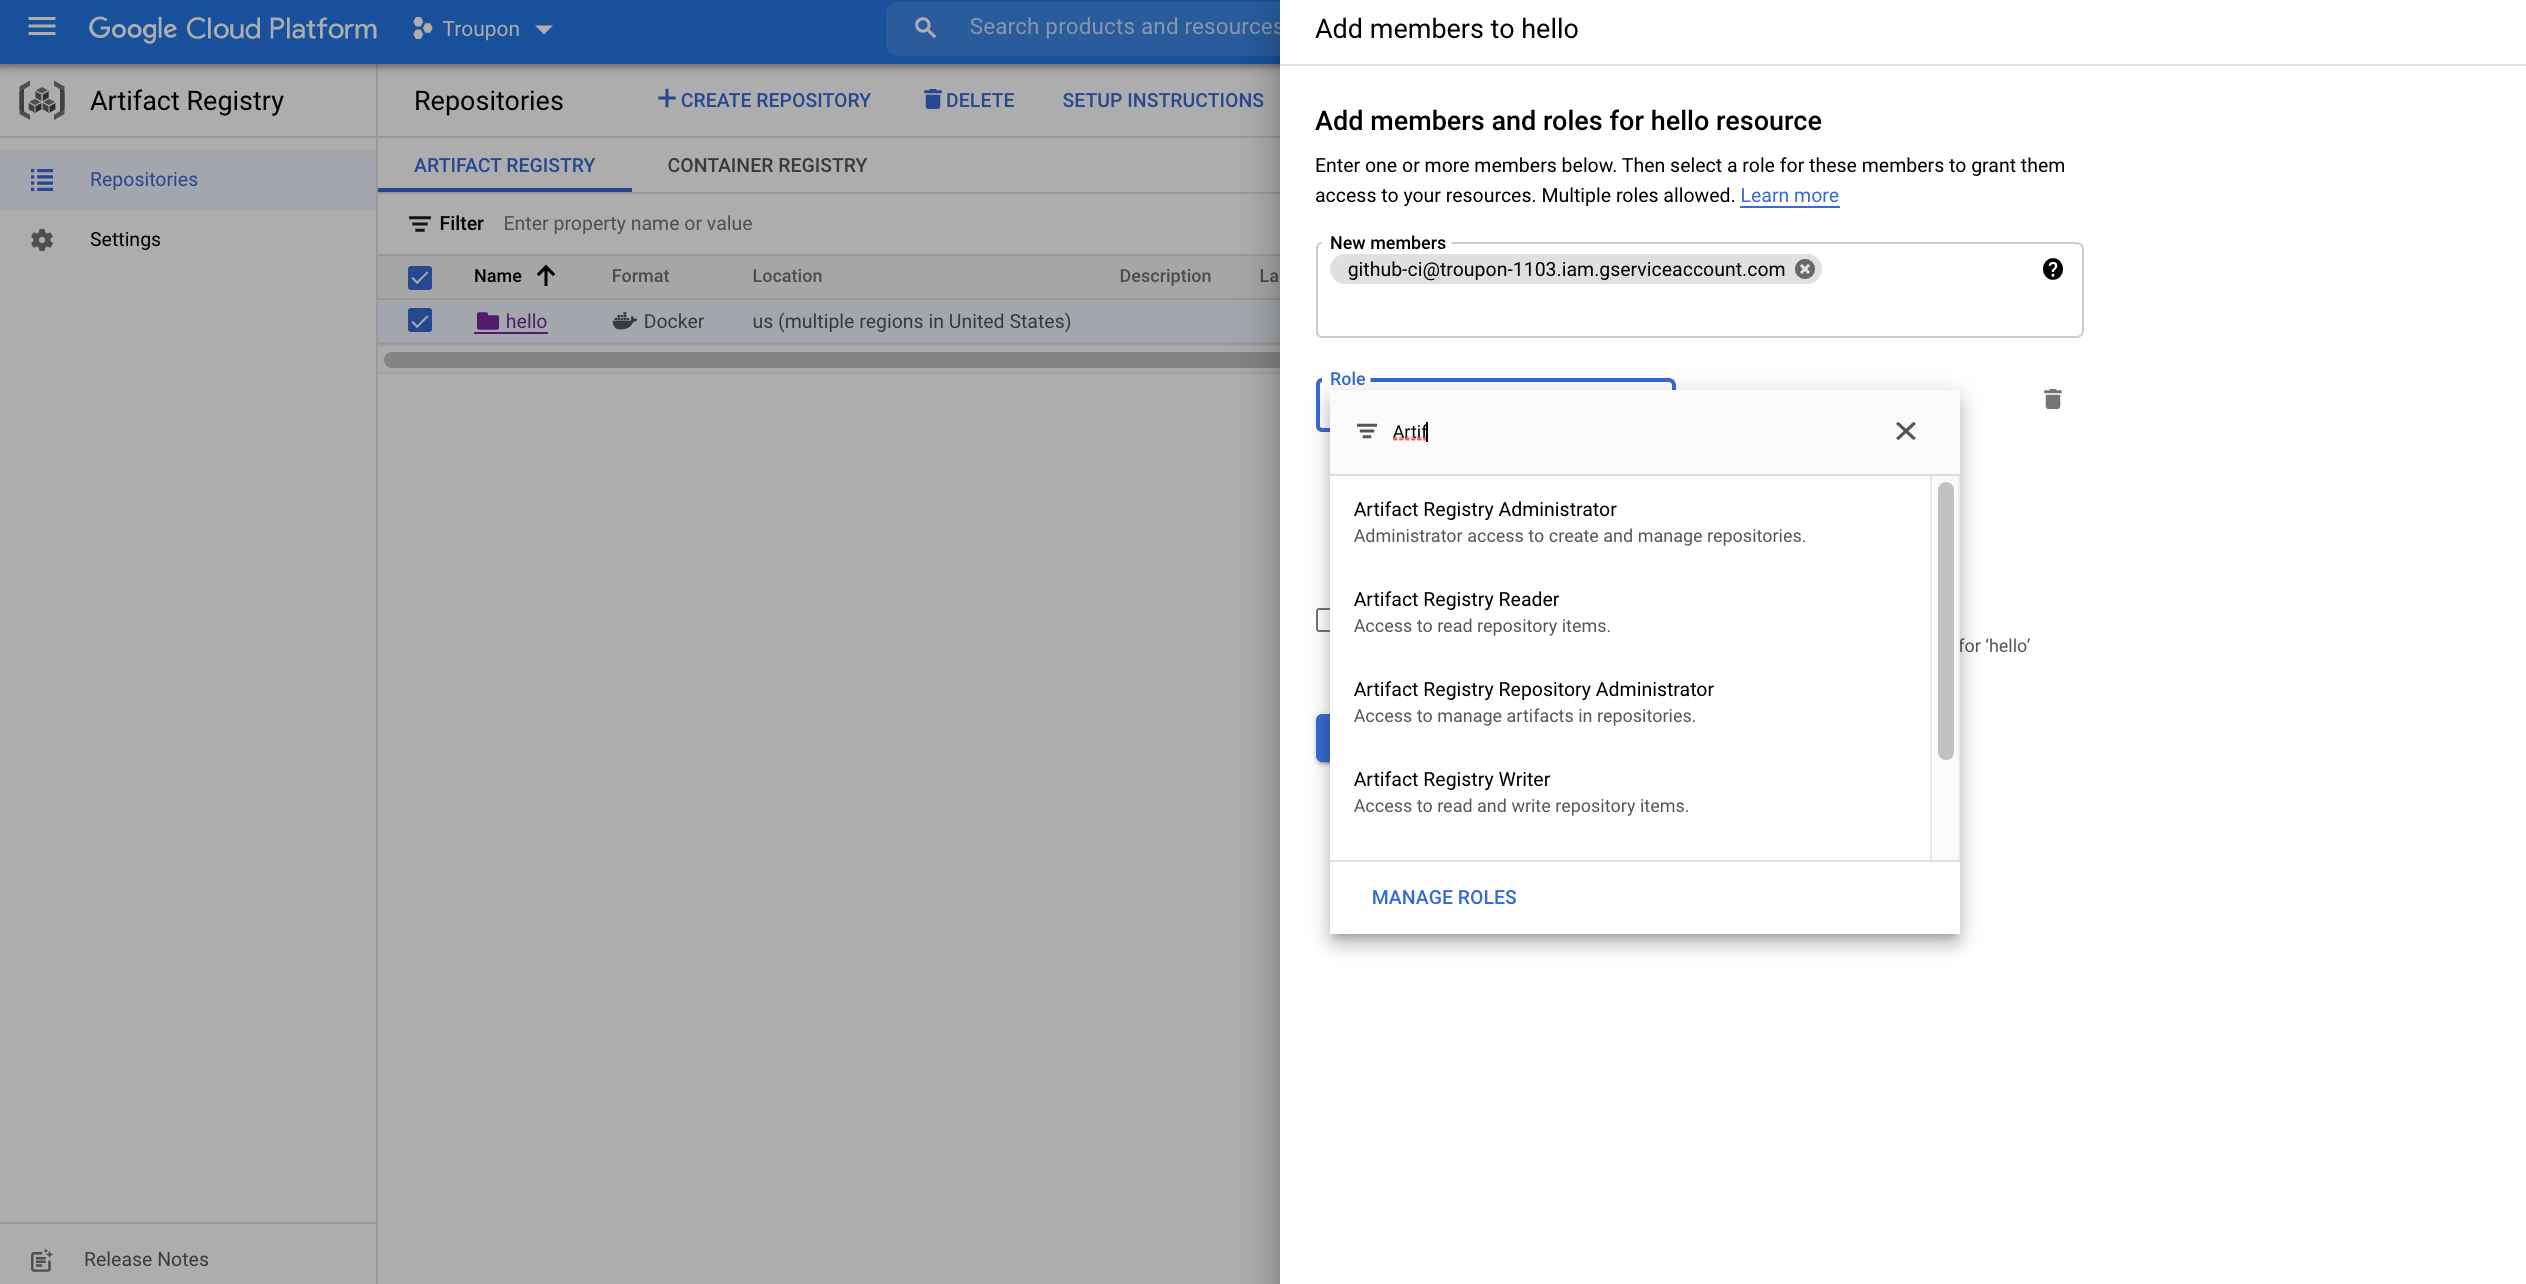 Google Cloud Platform
Troupon
Search products and resources
Artifact Registry
Repositories
Settings
Release Notes
Repositories
CREATE REPOSITORY
DELETE
SETUP INSTRUCTIONS
ARTIFACT REGISTRY
CONTAINER REGISTRY
Filter Enter property name or value
Name Format Location Description La
hello Docker us (multiple regions in United States)
Add members to hello
Add members and roles for hello resource
Enter one or more members below. Then select a role for these members to grant them
access to your resources. Multiple roles allowed. Learn more
New members
github-ci@troupon-1103.iam.gserviceaccount.com
Role
Artif
Artifact Registry Administrator
Administrator access to create and manage repositories.
Artifact Registry Reader
Access to read repository items.
for ‘hello’
Artifact Registry Repository Administrator
Access to manage artifacts in repositories.
Artifact Registry Writer
Access to read and write repository items.
MANAGE ROLES